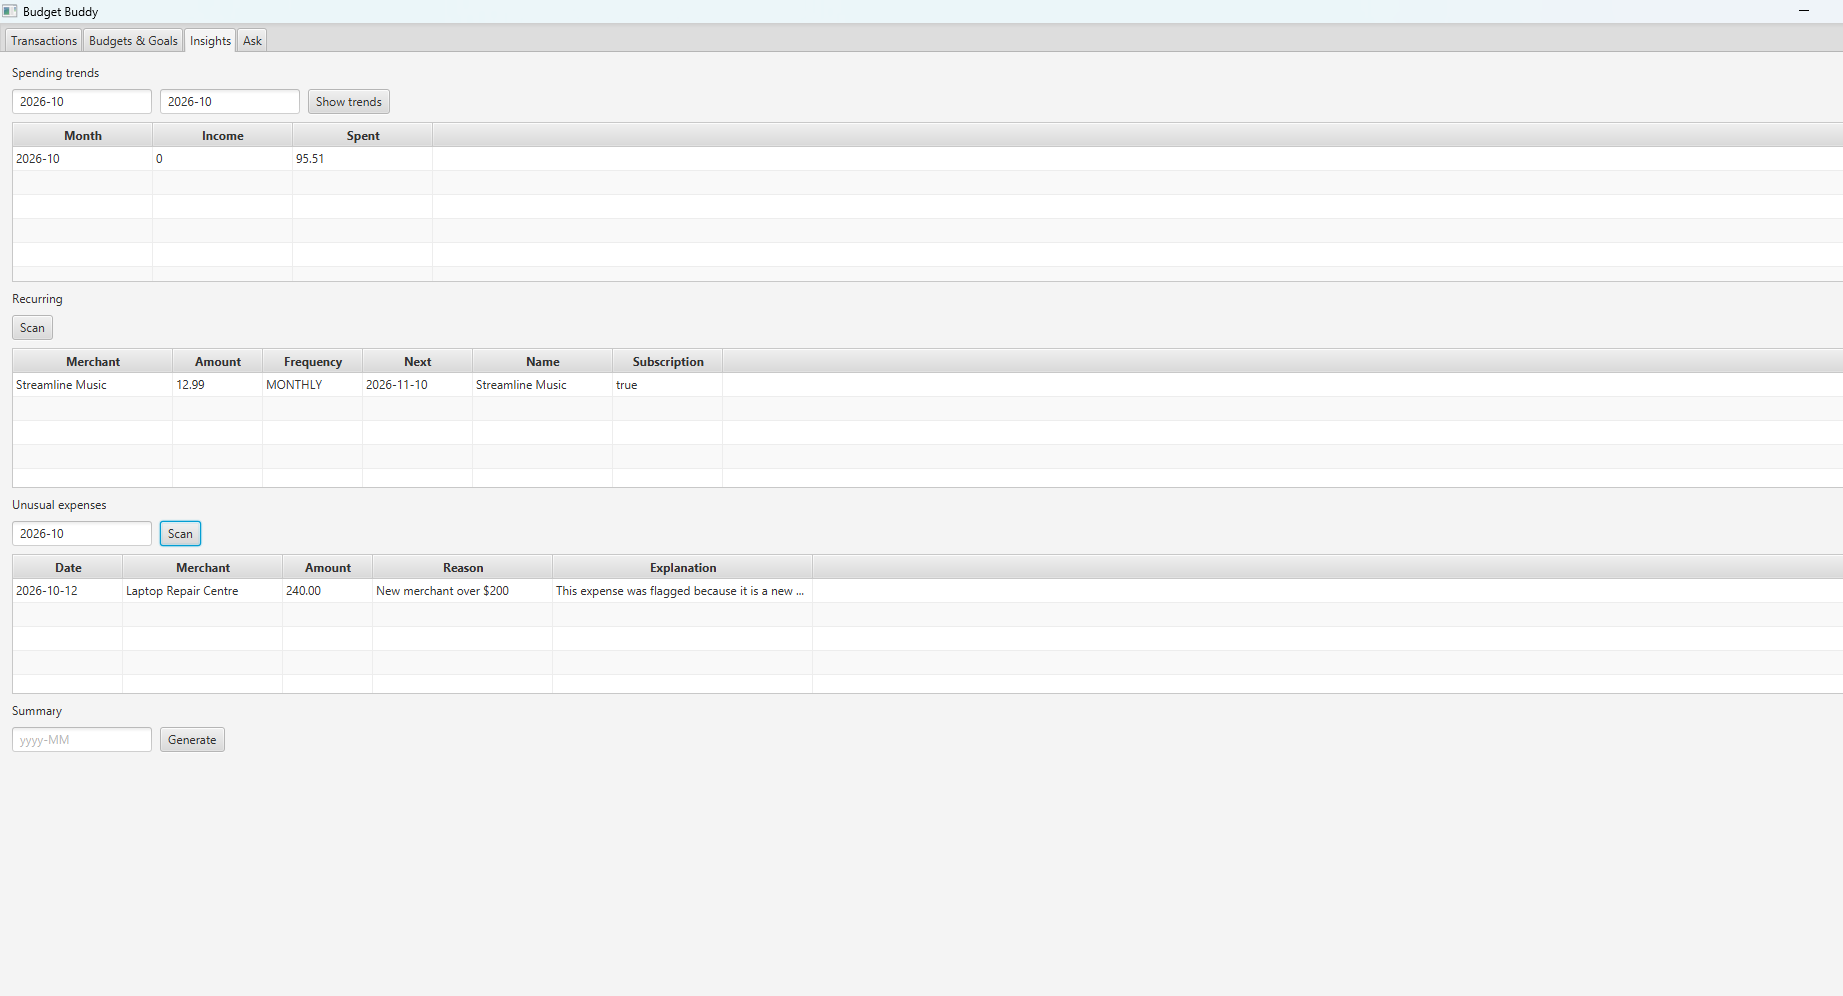 Budget Buddy
Transactions Budgets & Goals Insights Ask
Spending trends
2026-10 2026-10 Show trends
Month Income Spent
2026-10 0 95.51
Recurring
Scan
Merchant Amount Frequency Next Name Subscription
Streamline Music 12.99 MONTHLY 2026-11-10 Streamline Music true
Unusual expenses
2026-10 Scan
Date Merchant Amount Reason Explanation
2026-10-12 Laptop Repair Centre 240.00 New merchant over $200 This expense was flagged because it is a new ...
Summary
yyyy-MM Generate